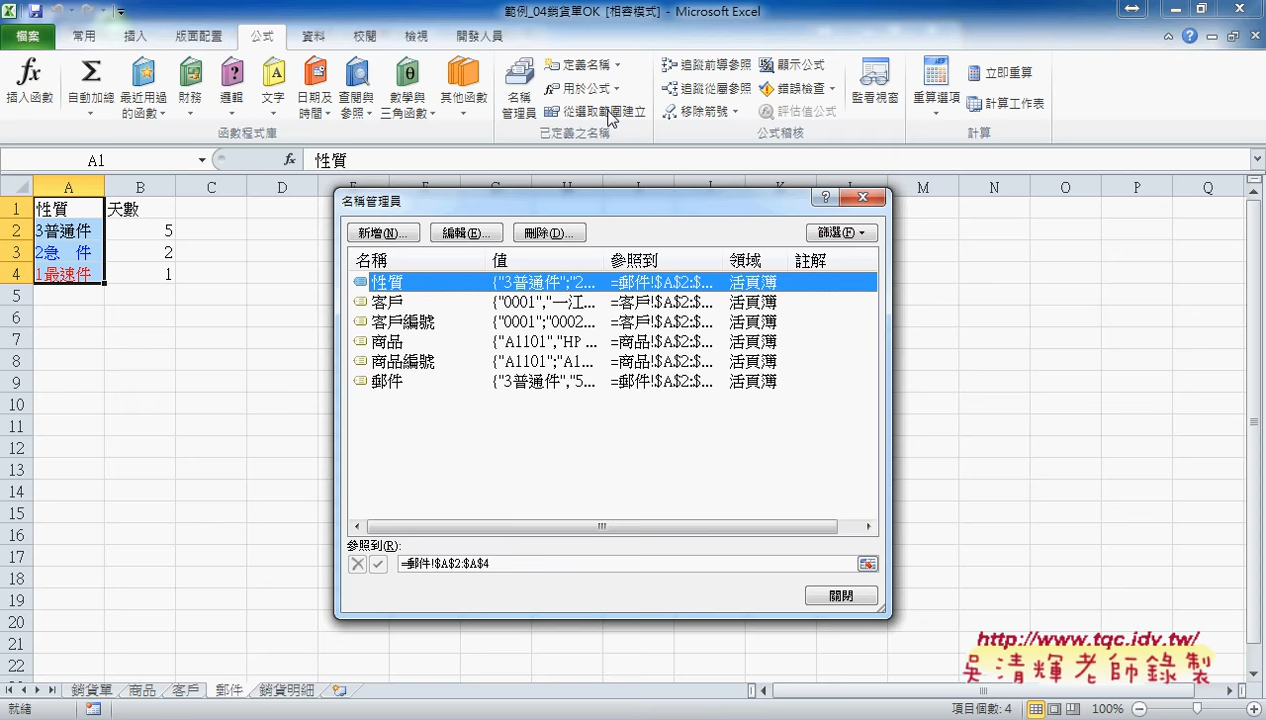 範例_04銷貨單OK [相容模式] - Microsoft Excel
檔案 常用 插入 版面配置 公式 資料 校閱 檢視 開發人員
fx Σ A θ
定義名稱 追蹤前導參照 顯示公式
用於公式 追蹤從屬參照 錯誤檢查 立即重算
從選取範圍建立 移除箭號 評估值公式 計算工作表
插入函數 自動加總 最近用過的函數 財務 邏輯 文字 日期及時間 查閱與參照 數學與三角函數 其他函數 名稱管理員 監看視窗 重算選項
函數程式庫 已定義之名稱 公式稽核 計算
A1 fx 性質
A B C D M N O P Q
1 性質 天數
2 3普通件 5
3 2急 件 2
4 1最速件 1
5
6
7
8
9
10
11
12
13
14
15
16
17
18
19
20
21
22
名稱管理員
新增(N)... 編輯(E)... 刪除(D)... 篩選(F)
名稱 值 參照到 領域 註解
性質 {"3普通件";"2... =郵件!$A$2:$... 活頁簿
客戶 {"0001","一江... =客戶!$A$2:$... 活頁簿
客戶編號 {"0001";"0002... =客戶!$A$2:$... 活頁簿
商品 {"A1101","HP ... =商品!$A$2:$... 活頁簿
商品編號 {"A1101";"A1... =商品!$A$2:$... 活頁簿
郵件 {"3普通件","5... =郵件!$A$2:$... 活頁簿
參照到(R):
=郵件!$A$2:$A$4
關閉
http://www.tqc.idv.tw/
吳清輝老師錄製
銷貨單 商品 客戶 郵件 銷貨明細
就緒 項目個數: 4 100%